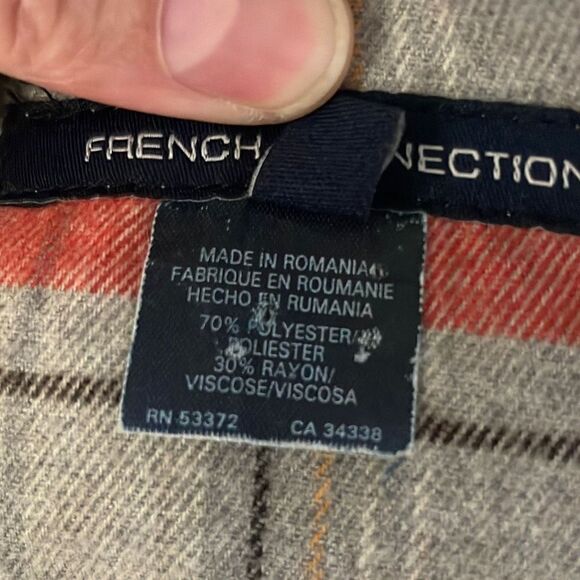 FRENCH NECTION
MADE IN ROMANIA
FABRIQUE EN ROUMANIE
HECHO EN RUMANIA
70% POLYESTER/
POLIESTER
30% RAYON/
VISCOSE/VISCOSA
RN 53372 CA 34338